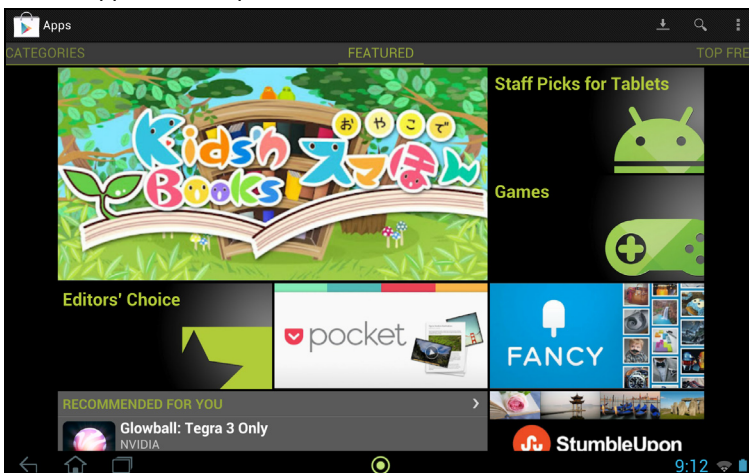 Apps
CATEGORIES
FEATURED
TOP FRE
Kids'n
Books
おやこで
スマほん
Staff Picks for Tablets
Games
Editors' Choice
pocket
FANCY
RECOMMENDED FOR YOU
Glowball: Tegra 3 Only
NVIDIA
StumbleUpon
9:12